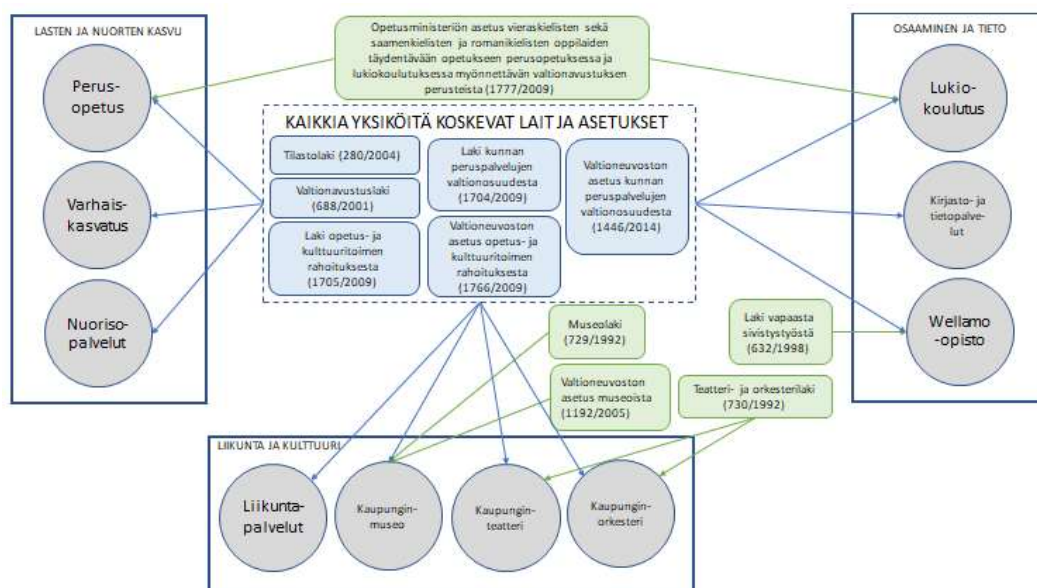 LASTEN JA NUORTEN KASVU
Perus-
opetus
Varhais-
kasvatus
Nuoriso-
palvelut
Opetusministeriön asetus vieraskielisten sekä
saamenkielisten ja romanikielisten oppilaiden
täydentävään opetukseen perusopetuksessa ja
lukiokoulutuksessa myönnettävän valtionavustuksen
perusteista (1777/2009)
KAIKKIA YKSIKÖITÄ KOSKEVAT LAIT JA ASETUKSET
Tilastolaki (280/2004)
Valtionavustuslaki
(688/2001)
Laki opetus- ja
kulttuuritoimen
rahoituksesta
(1705/2009)
Laki kunnan
peruspalvelujen
valtionosuudesta
(1704/2009)
Valtioneuvoston
asetus opetus- ja
kulttuuritoimen
rahoituksesta
(1766/2009)
Valtioneuvoston
asetus kunnan
peruspalvelujen
valtionosuudesta
(1446/2014)
OSAAMINEN JA TIETO
Lukio-
koulutus
Kirjasto- ja
tietopalve-
lut
Wellamo
-opisto
Museolaki
(729/1992)
Valtioneuvoston
asetus museoista
(1192/2005)
Laki vapaasta
sivistystyöstä
(632/1998)
Teatteri- ja orkesterilaki
(730/1992)
LIIKUNTA JA KULTTUURI
Liikunta-
palvelut
Kaupungin-
museo
Kaupungin-
teatteri
Kaupungin-
orkesteri